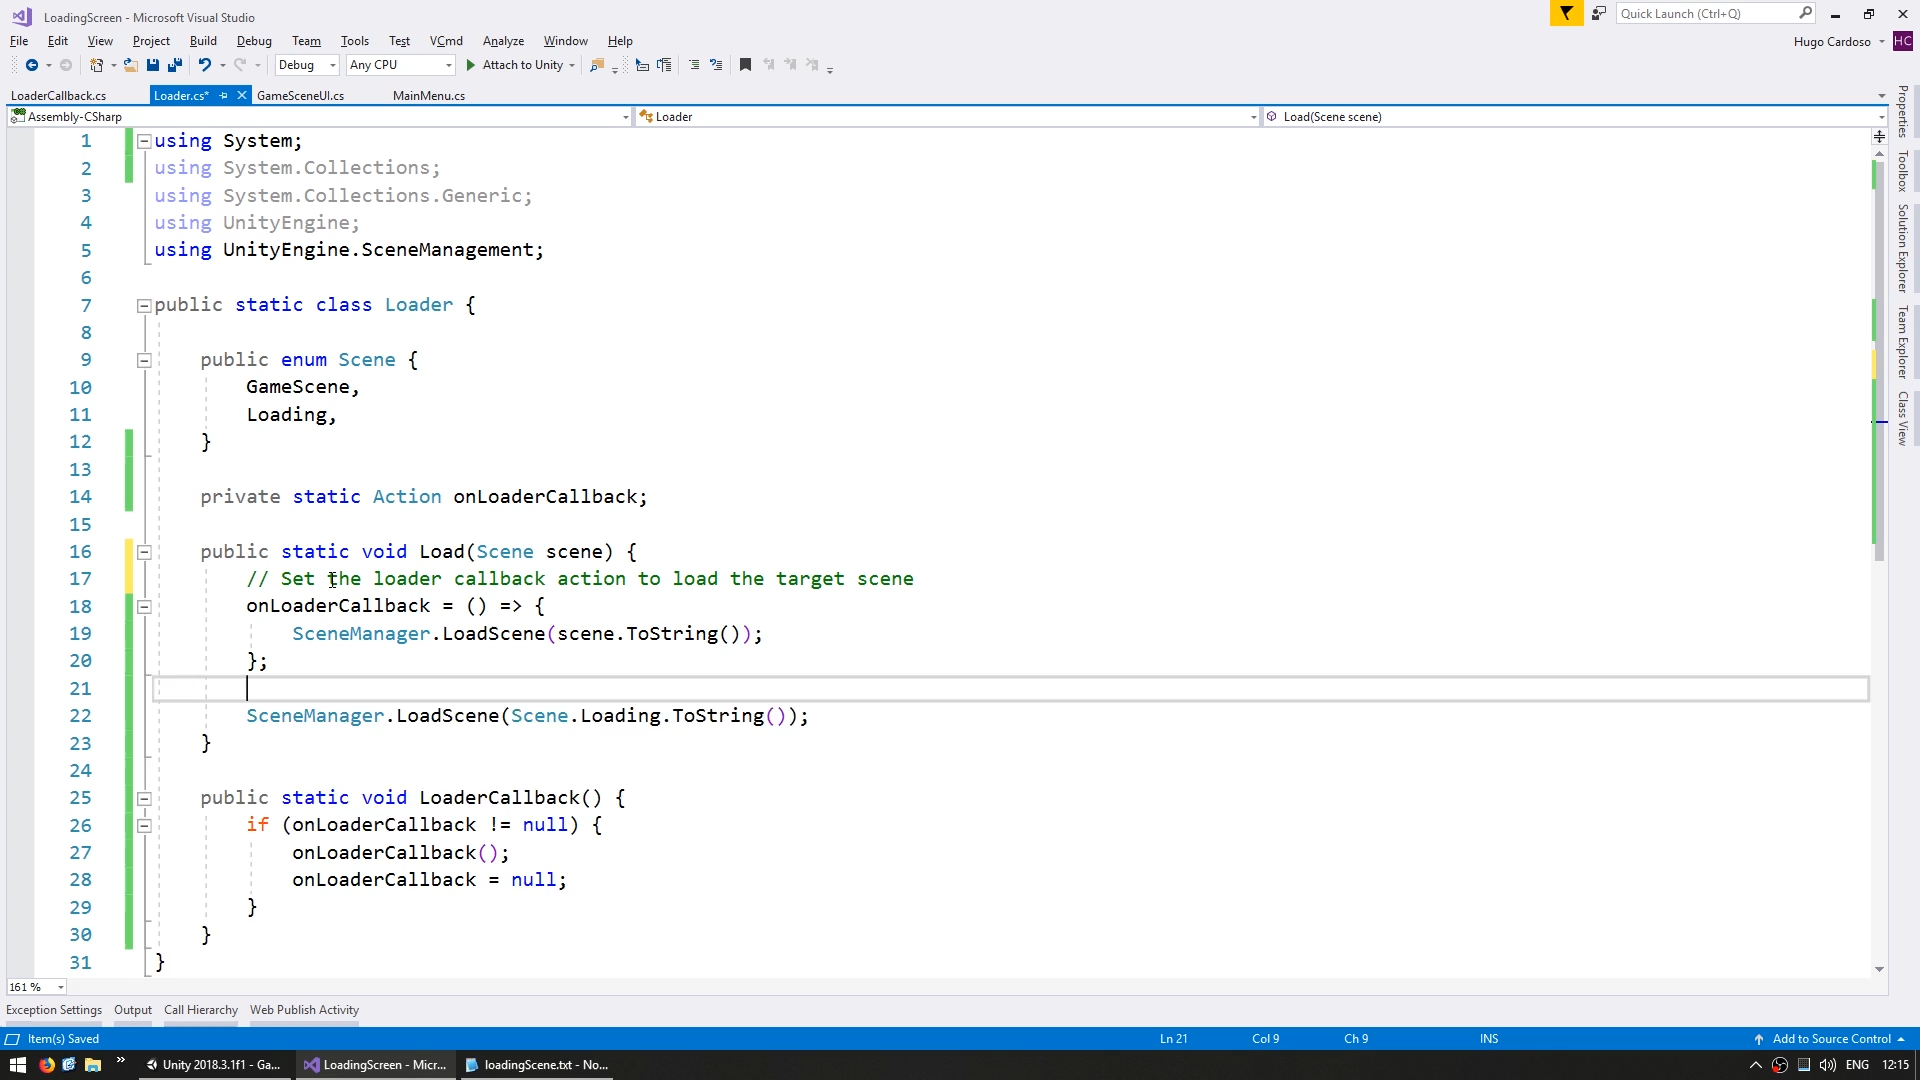 LoadingScreen - Microsoft Visual Studio
Quick Launch (Ctrl+Q)
File Edit View Project Build Debug Team Tools Test VCmd Analyze Window Help
Hugo Cardoso HC
Debug Any CPU Attach to Unity
LoaderCallback.cs Loader.cs* GameSceneUI.cs MainMenu.cs
Assembly-CSharp Loader Load(Scene scene)
1 using System;
2 using System.Collections;
3 using System.Collections.Generic;
4 using UnityEngine;
5 using UnityEngine.SceneManagement;
6
7 public static class Loader {
8
9 public enum Scene {
10 GameScene,
11 Loading,
12 }
13
14 private static Action onLoaderCallback;
15
16 public static void Load(Scene scene) {
17 // Set the loader callback action to load the target scene
18 onLoaderCallback = () => {
19 SceneManager.LoadScene(scene.ToString());
20 };
21
22 SceneManager.LoadScene(Scene.Loading.ToString());
23 }
24
25 public static void LoaderCallback() {
26 if (onLoaderCallback != null) {
27 onLoaderCallback();
28 onLoaderCallback = null;
29 }
30 }
31 }
Properties
Toolbox
Solution Explorer
Team Explorer
Class View
161 %
Exception Settings Output Call Hierarchy Web Publish Activity
Item(s) Saved Ln 21 Col 9 Ch 9 INS Add to Source Control
» Unity 2018.3.1f1 - Ga... LoadingScreen - Micr... loadingScene.txt - No... ENG 12:15